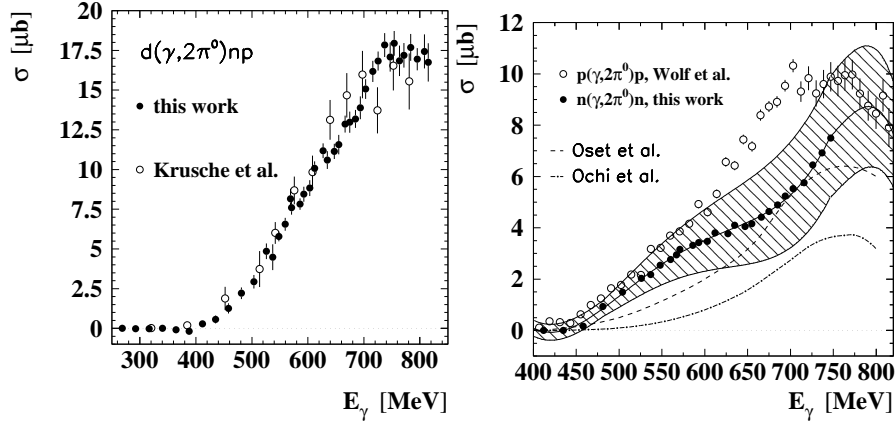 σ [μb]
20
17.5
15
12.5
10
7.5
5
2.5
0
d(γ,2π⁰)np
this work
Krusche et al.
300 400 500 600 700 800
E_γ [MeV]
σ [μb]
12
10
8
6
4
2
0
p(γ,2π⁰)p, Wolf et al.
n(γ,2π⁰)n, this work
Oset et al.
Ochi et al.
400 450 500 550 600 650 700 750 800
E_γ [MeV]